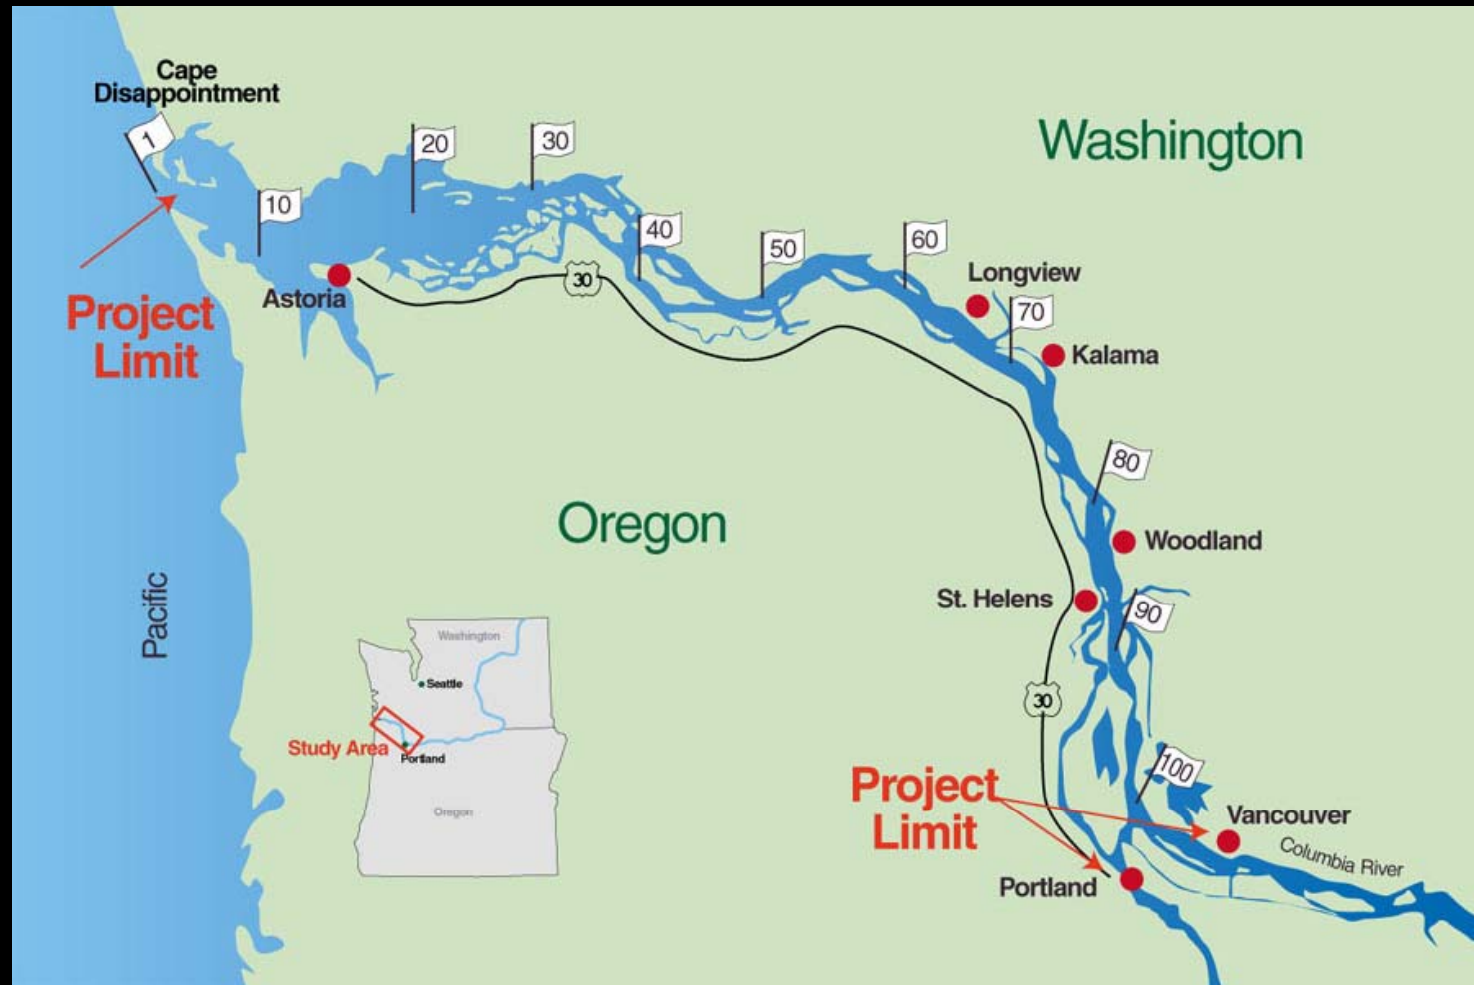 Cape
Disappointment
1
10
20
30
40
50
60
70
80
90
100
Washington
Longview
Kalama
Astoria
30
Project
Limit
Oregon
Woodland
St. Helens
Pacific
30
Washington
Seattle
Study Area
Portland
Oregon
Project
Limit
Vancouver
Columbia River
Portland